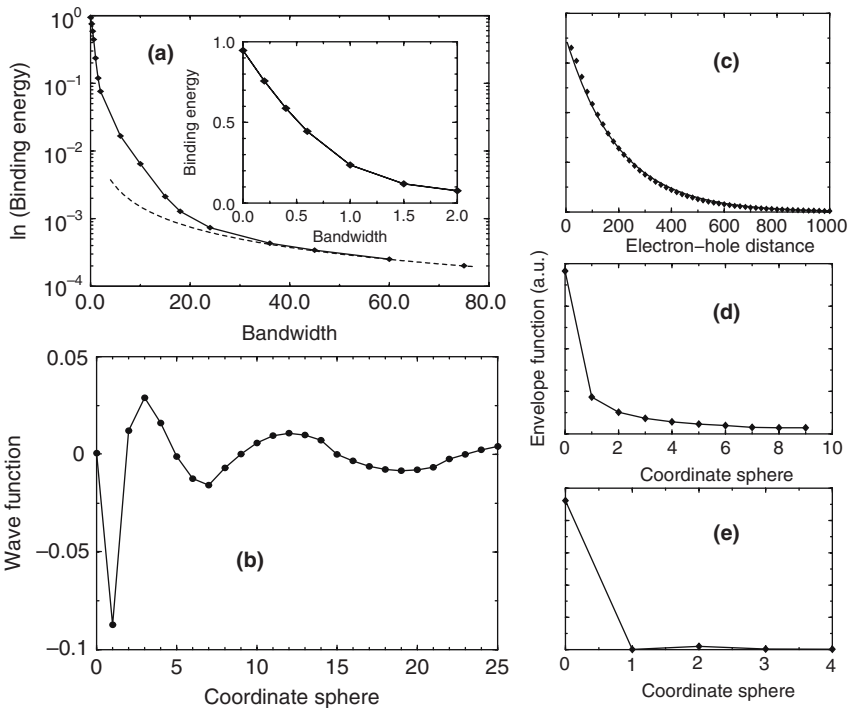 (a)
ln (Binding energy)
10^0
10^−1
10^−2
10^−3
10^−4
0.0 20.0 40.0 60.0 80.0
Bandwidth
Binding energy
1.0
0.5
0.0
0.0 0.5 1.0 1.5 2.0
Bandwidth
(b)
Wave function
0.05
0
−0.05
−0.1
0 5 10 15 20 25
Coordinate sphere
(c)
0 200 400 600 800 1000
Electron−hole distance
Envelope function (a.u.)
(d)
0 2 4 6 8 10
Coordinate sphere
(e)
0 1 2 3 4
Coordinate sphere